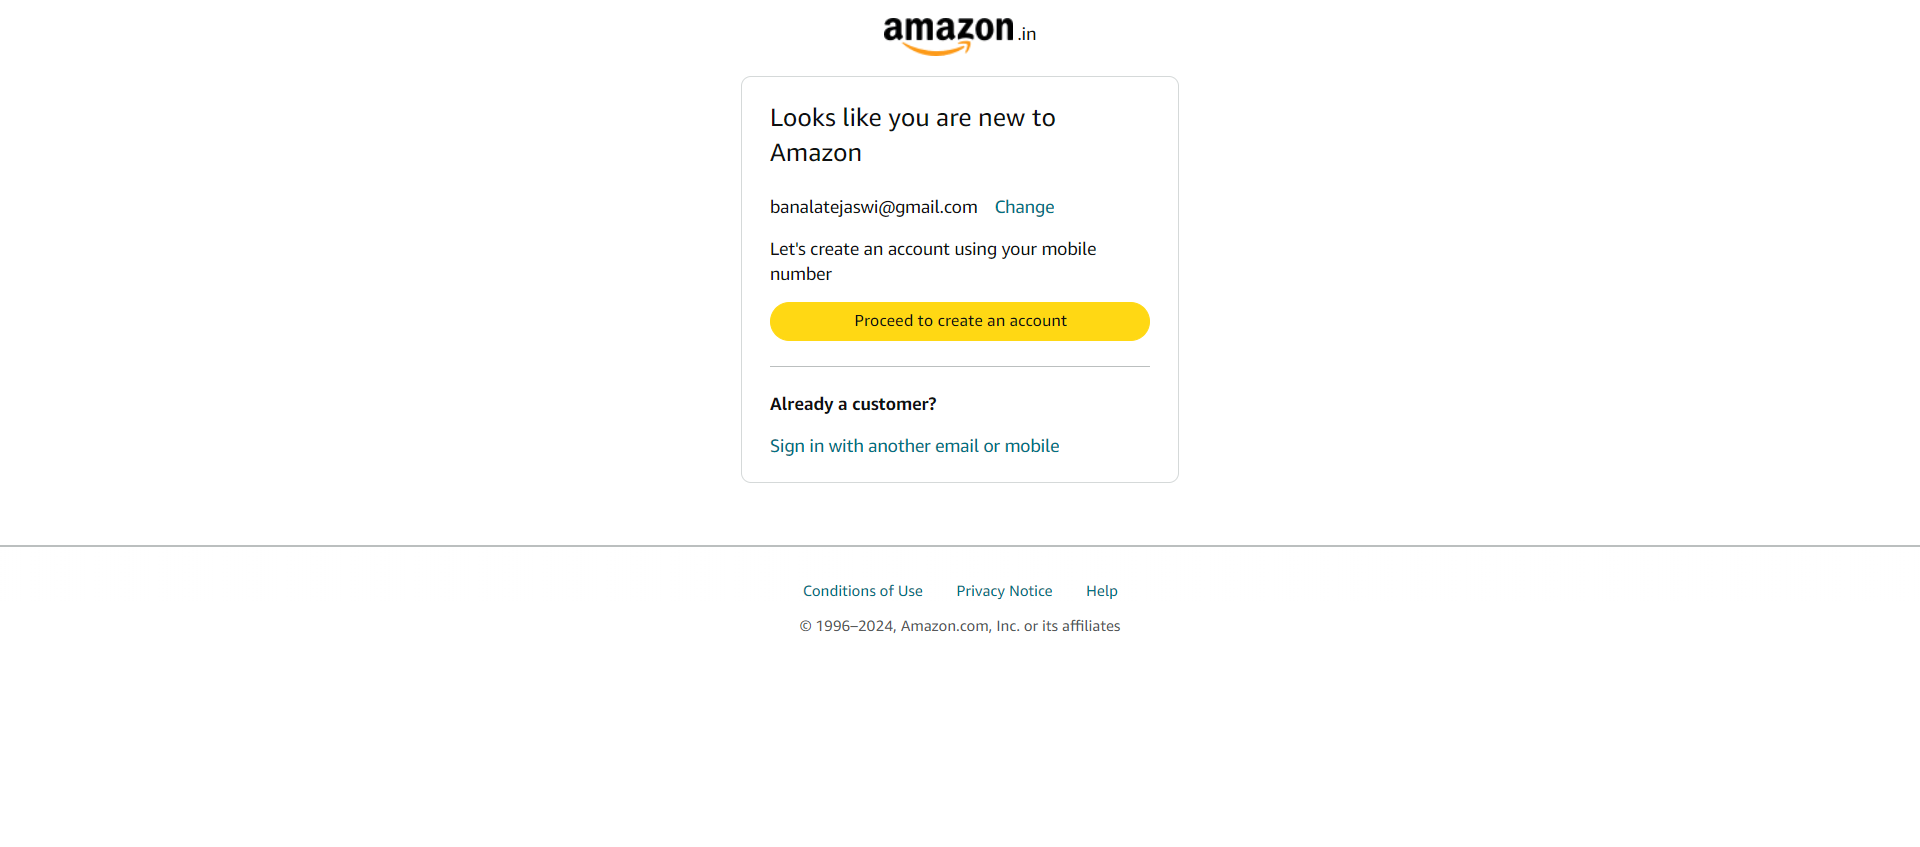 amazon.in
Looks like you are new to
Amazon
banalatejaswi@gmail.com Change
Let's create an account using your mobile
number
Proceed to create an account
Already a customer?
Sign in with another email or mobile
Conditions of Use Privacy Notice Help
© 1996–2024, Amazon.com, Inc. or its affiliates